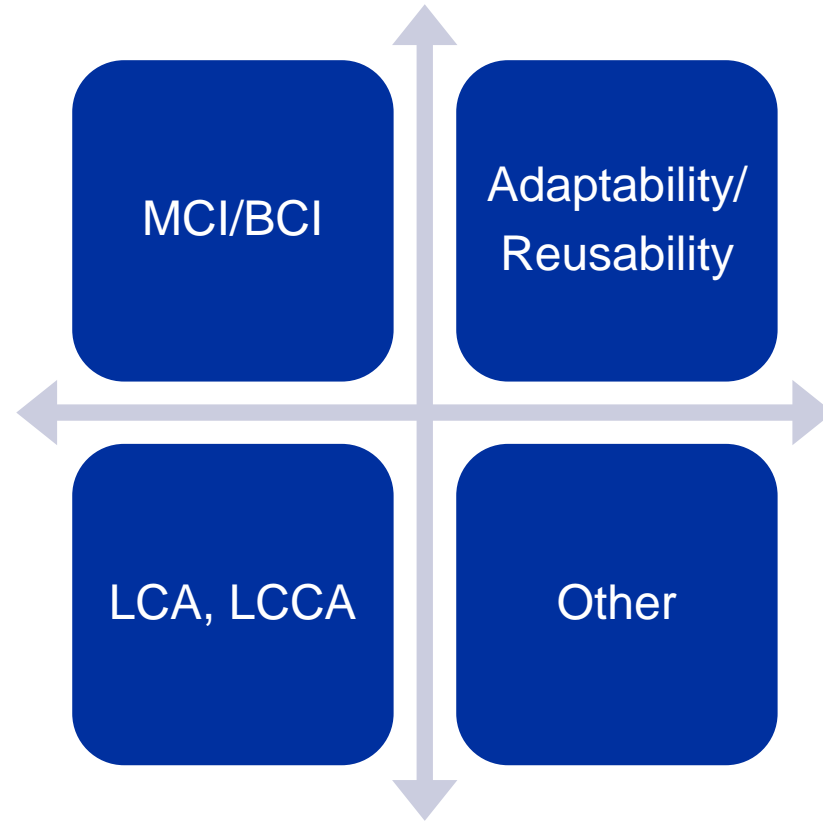 MCI/BCI
Adaptability/
Reusability
LCA, LCCA
Other